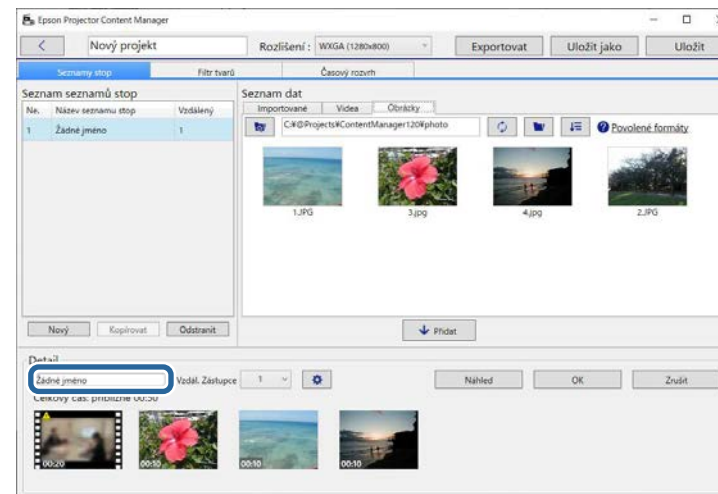 Epson Projector Content Manager
Nový projekt Rozlišení : WXGA (1280x800) Exportovat Uložit jako Uložit
Seznamy stop Filtr tvarů Časový rozvrh
Seznam seznamů stop Seznam dat
Ne. Název seznamu stop Vzdálený Importované Videa Obrázky
1 Žádné jméno 1 C:¥@Projects¥ContentManager120¥photo Povolené formáty
1.JPG 3.jpg 4.jpg 2.JPG
Nový Kopírovat Odstranit Přidat
Detail
Žádné jméno Vzdál. Zástupce 1 Náhled OK Zrušit
Celkový čas: přibližně 00:50
00:20 00:10 00:10 00:10